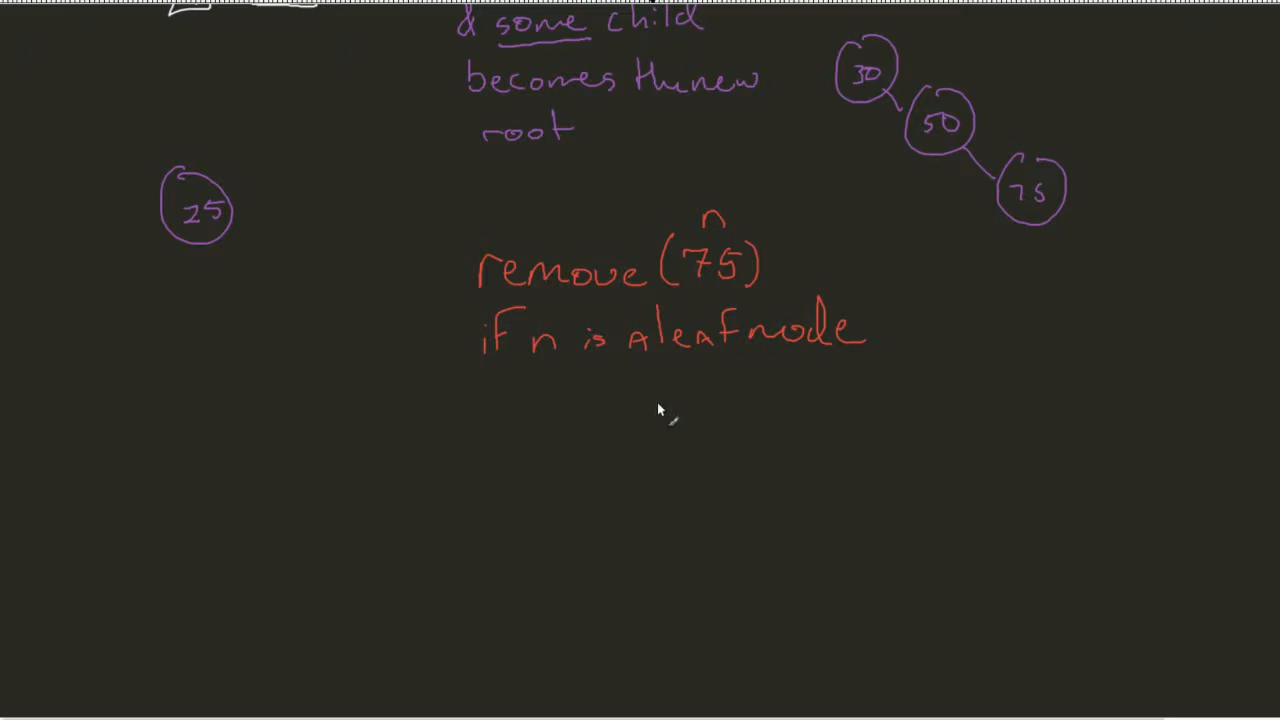 & some child
becomes the new
root
30
50
75
25
n
remove (75)
if n is a leaf node